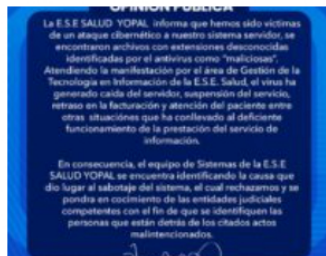 OPINIÓN PÚBLICA
La E.S.E SALUD YOPAL informa que hemos sido víctimas
de un ataque cibernético a nuestro sistema servidor, se
encontraron archivos con extensiones desconocidas
identificadas por el antivirus como "maliciosas".
Atendiendo la manifestación por el área de Gestión de la
Tecnología en Información de la E.S.E. Salud, el virus ha
generado caída del servidor, suspensión del servicio,
retraso en la facturación y atención del paciente entre
otras situaciónes que ha conllevado al deficiente
funcionamiento de la prestación del servicio de
información.
En consecuencia, el equipo de Sistemas de la E.S.E
SALUD YOPAL se encuentra identificando la causa que
dio lugar al sabotaje del sistema, el cual rechazamos y se
pondra en cocimiento de las entidades judiciales
competentes con el fin de que se identifiquen las
personas que están detrás de los citados actos
malintencionados.